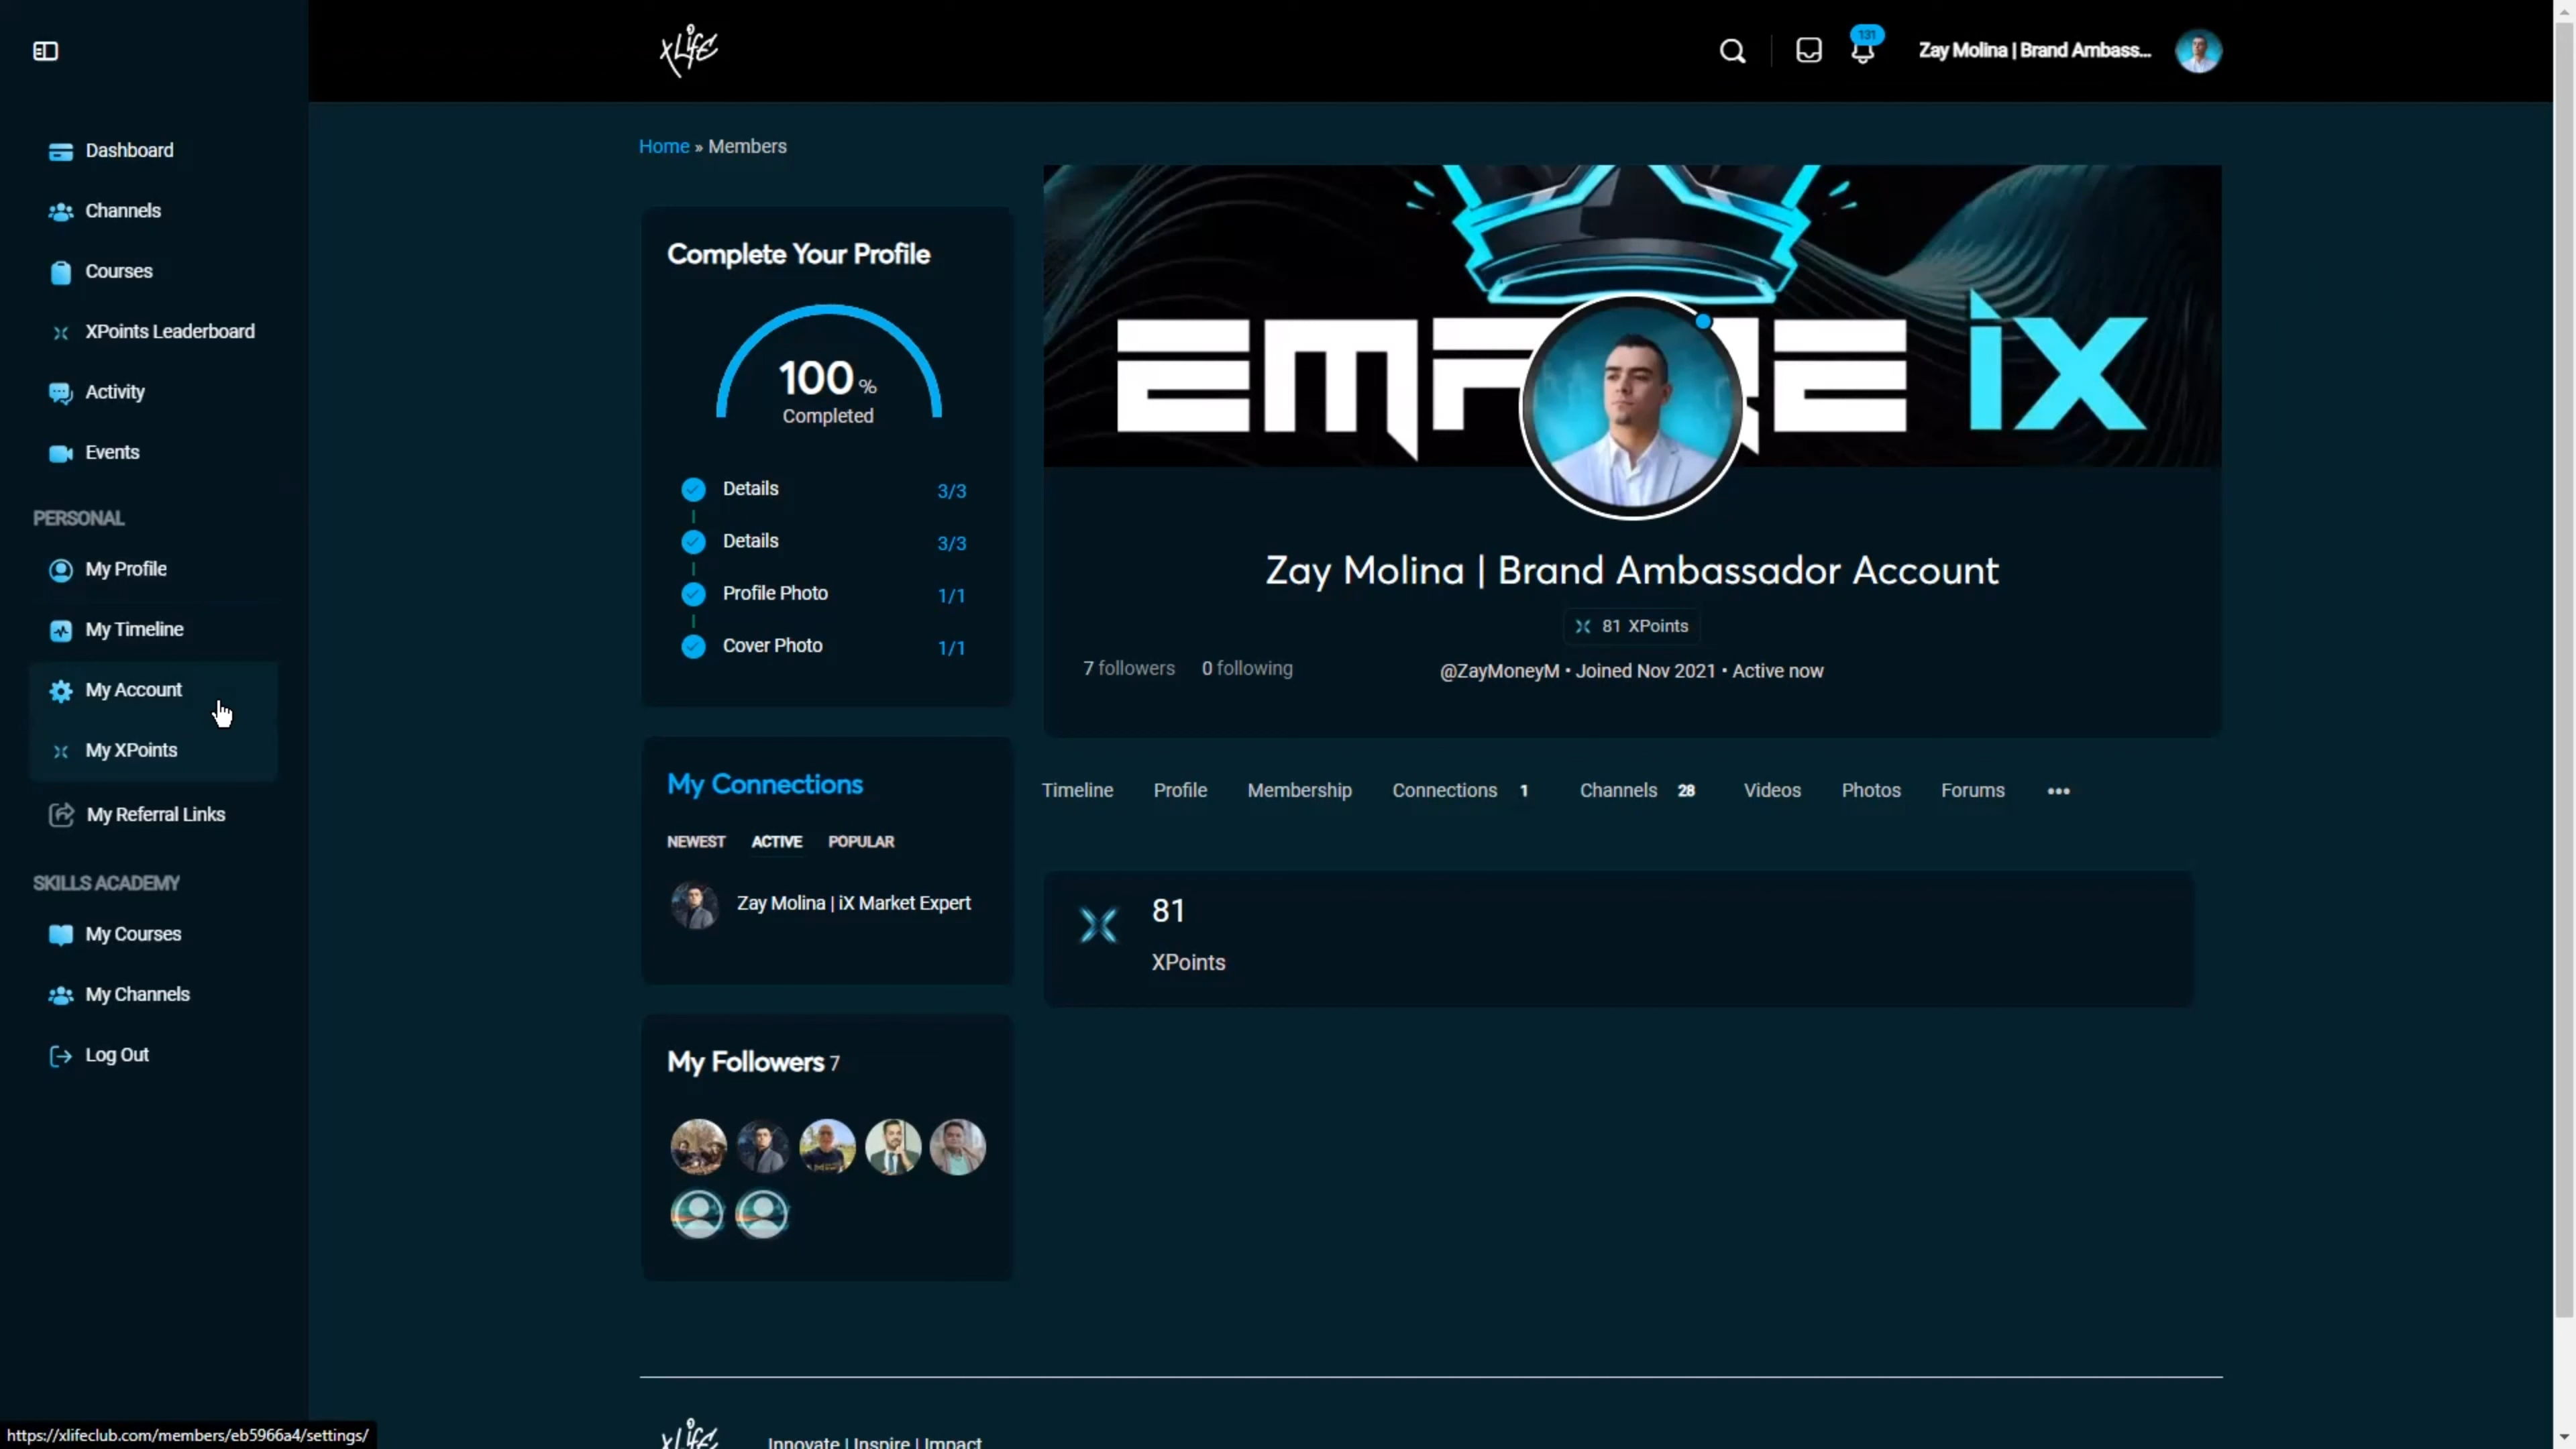 xLife
131
Zay Molina | Brand Ambass...
Dashboard
Channels
Courses
XPoints Leaderboard
Activity
Events
PERSONAL
My Profile
My Timeline
My Account
My XPoints
My Referral Links
SKILLS ACADEMY
My Courses
My Channels
Log Out
Home » Members
Complete Your Profile
100 %
Completed
Details 3/3
Details 3/3
Profile Photo 1/1
Cover Photo 1/1
My Connections
NEWEST ACTIVE POPULAR
Zay Molina | iX Market Expert
My Followers 7
iX
Zay Molina | Brand Ambassador Account
81 XPoints
7 followers 0 following
@ZayMoneyM • Joined Nov 2021 • Active now
Timeline Profile Membership Connections 1 Channels 28 Videos Photos Forums •••
81
XPoints
xLife
Innovate | Inspire | Impact
https://xlifeclub.com/members/eb5966a4/settings/